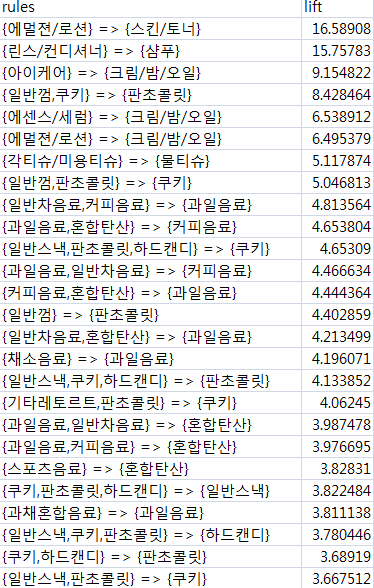 rules lift
{에멀젼/로션} => {스킨/토너} 16.58908
{린스/컨디셔너} => {샴푸} 15.75783
{아이케어} => {크림/밤/오일} 9.154822
{일반껌,쿠키} => {판초콜릿} 8.428464
{에센스/세럼} => {크림/밤/오일} 6.538912
{에멀젼/로션} => {크림/밤/오일} 6.495379
{각티슈/미용티슈} => {물티슈} 5.117874
{일반껌,판초콜릿} => {쿠키} 5.046813
{일반차음료,커피음료} => {과일음료} 4.813564
{과일음료,혼합탄산} => {커피음료} 4.653804
{일반스낵,판초콜릿,하드캔디} => {쿠키} 4.65309
{과일음료,일반차음료} => {커피음료} 4.466634
{커피음료,혼합탄산} => {과일음료} 4.444364
{일반껌} => {판초콜릿} 4.402859
{일반차음료,혼합탄산} => {과일음료} 4.213499
{채소음료} => {과일음료} 4.196071
{일반스낵,쿠키,하드캔디} => {판초콜릿} 4.133852
{기타레토르트,판초콜릿} => {쿠키} 4.06245
{과일음료,일반차음료} => {혼합탄산} 3.987478
{과일음료,커피음료} => {혼합탄산} 3.976695
{스포츠음료} => {혼합탄산} 3.82831
{쿠키,판초콜릿,하드캔디} => {일반스낵} 3.822484
{과채혼합음료} => {과일음료} 3.811138
{일반스낵,쿠키,판초콜릿} => {하드캔디} 3.780446
{쿠키,하드캔디} => {판초콜릿} 3.68919
{일반스낵,판초콜릿} => {쿠키} 3.667512